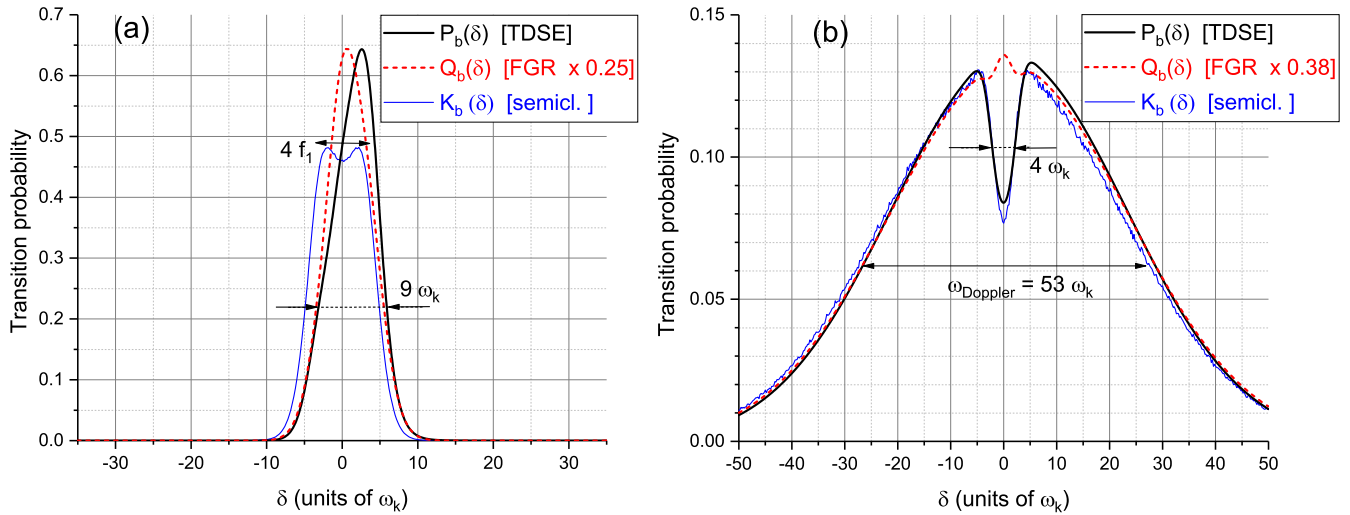 (a)
P_b(δ) [TDSE]
Q_b(δ) [FGR x 0.25]
K_b (δ) [semicl. ]
4 f_1
9 ω_k
Transition probability
0.7
0.6
0.5
0.4
0.3
0.2
0.1
0.0
-30 -20 -10 0 10 20 30
δ (units of ω_k)
(b)
P_b(δ) [TDSE]
Q_b(δ) [FGR x 0.38]
K_b (δ) [semicl. ]
4 ω_k
ω_Doppler = 53 ω_k
Transition probability
0.15
0.10
0.05
0.00
-50 -40 -30 -20 -10 0 10 20 30 40 50
δ (units of ω_k)